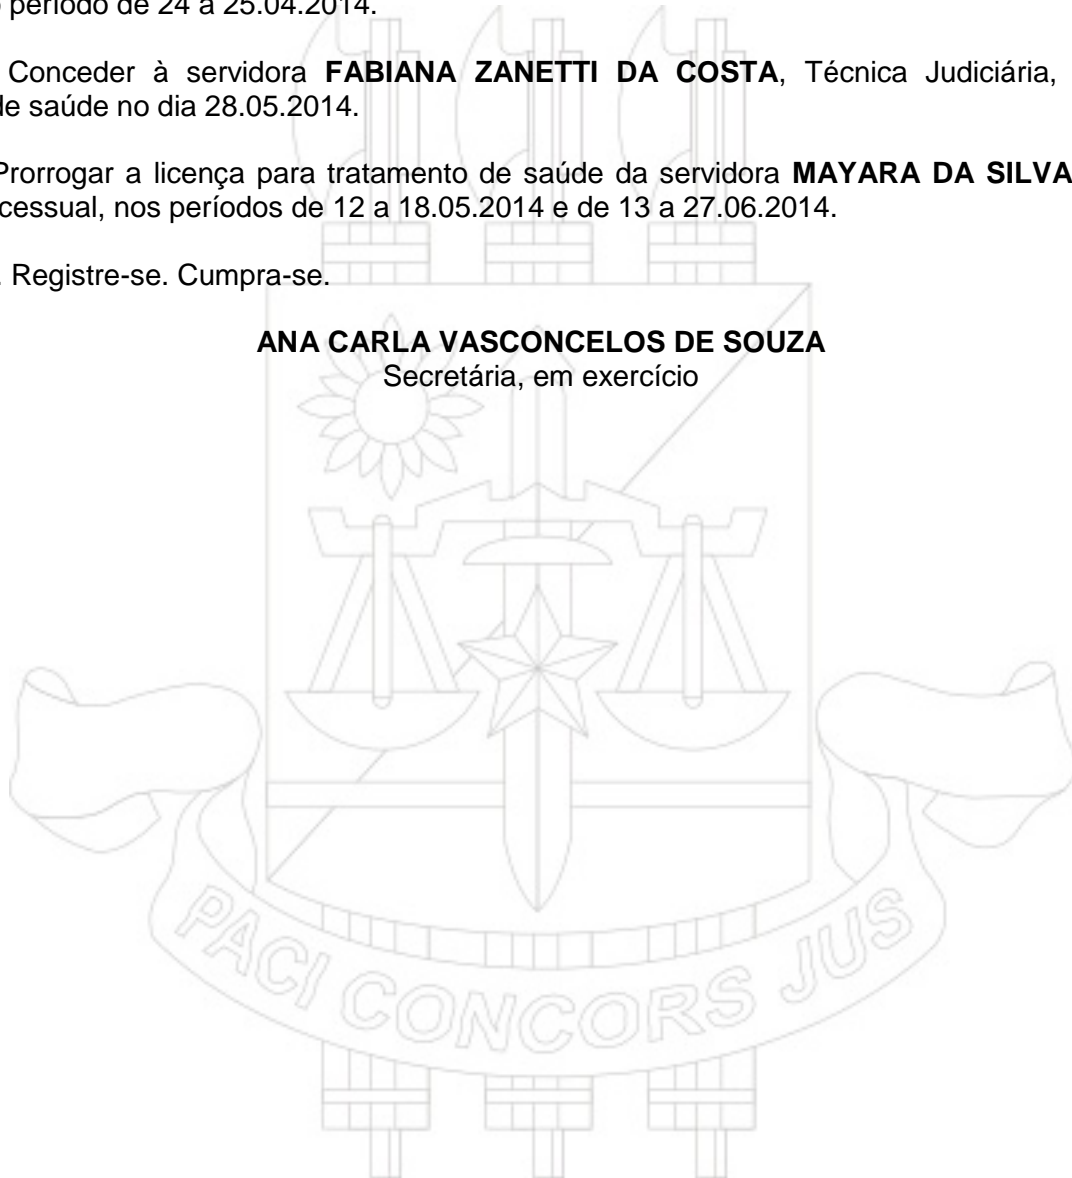 período de 24 a 25.04.2014.
Conceder à servidora FABIANA ZANETTI DA COSTA, Técnica Judiciária,
de saúde no dia 28.05.2014.
Prorrogar a licença para tratamento de saúde da servidora MAYARA DA SILVA
cessual, nos períodos de 12 a 18.05.2014 e de 13 a 27.06.2014.
. Registre-se. Cumpra-se.
ANA CARLA VASCONCELOS DE SOUZA
Secretária, em exercício
PACI CONCORS JUS